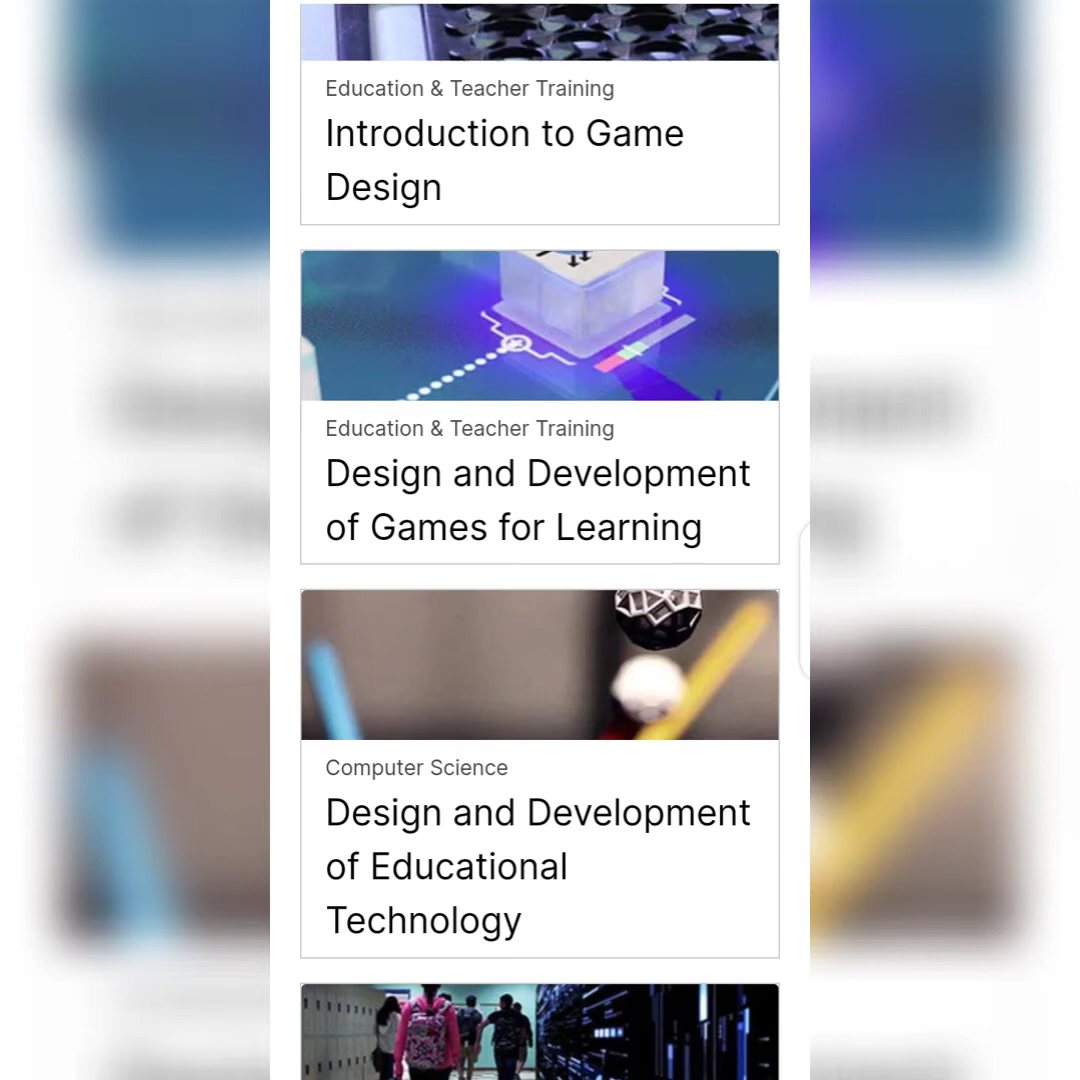 Education & Teacher Training
Introduction to Game
Design
Education & Teacher Training
Design and Development
of Games for Learning
Computer Science
Design and Development
of Educational
Technology